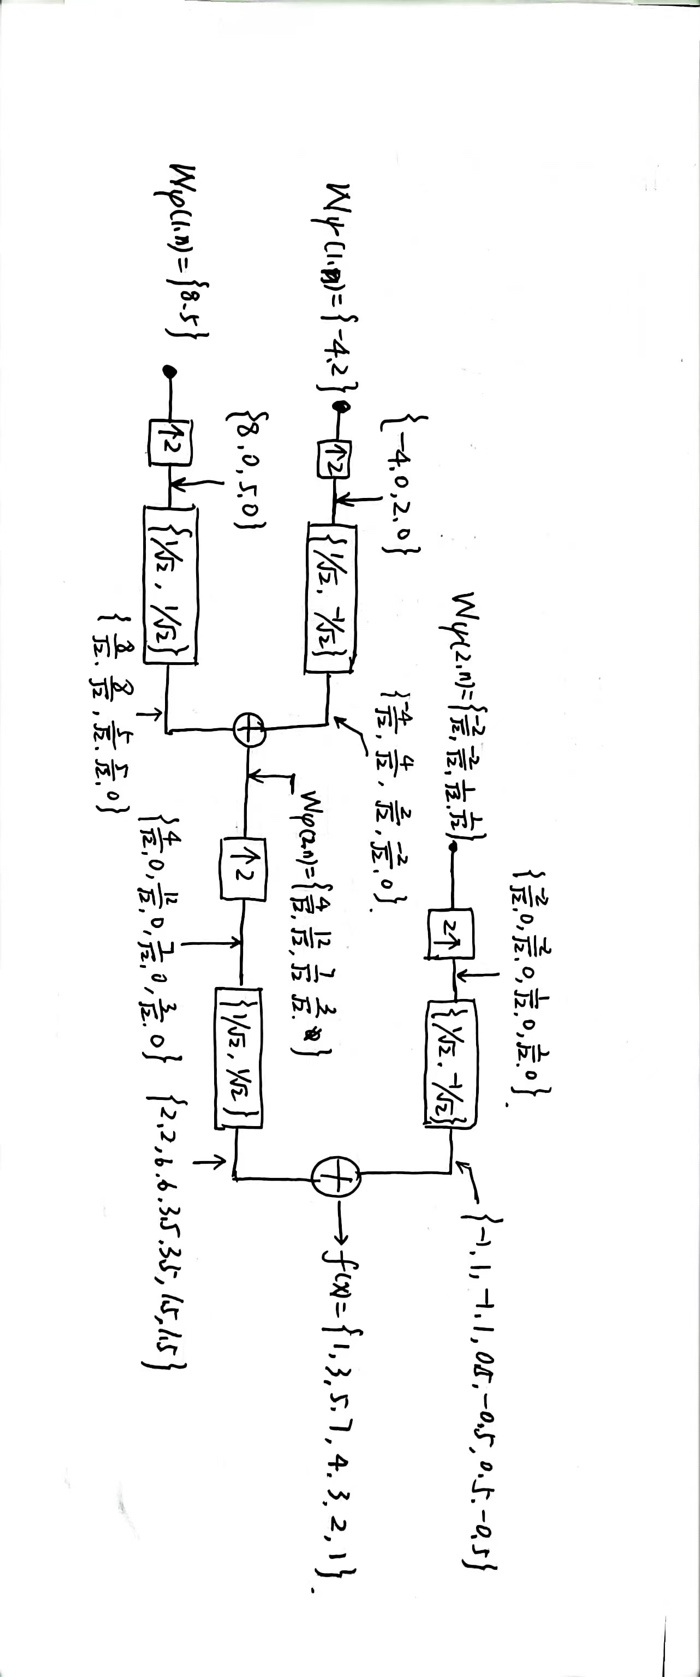 {-2/√2, 0, -2/√2, 0, 1/√2, 0, 1/√2, 0}.
Wψ(2,n)={-2/√2, -2/√2, 1/√2, 1/√2}
2↑
{1/√2, -1/√2}
{-1, 1, -1, 1, 0.5, -0.5, 0.5, -0.5}
{-4, 0, 2, 0}
Wψ(1,n)={-4, 2}
↑2
{1/√2, -1/√2}
{-4/√2, 4/√2, 2/√2, -2/√2, 0}.
Wφ(2,n)={4/√2, 12/√2, 7/√2, 3/√2. }
+
→ f(x)={1, 3, 5, 7, 4, 3, 2, 1}.
+
↑2
{1/√2, 1/√2}
{8, 0, 5, 0}
Wφ(1,n)={8, 5}
↑2
{1/√2, 1/√2}
{4/√2, 0, 12/√2, 0, 7/√2, 0, 3/√2, 0}
{2, 2, 6, 6, 3.5, 3.5, 1.5, 1.5}
{8/√2, 8/√2, 5/√2, 5/√2, 0}